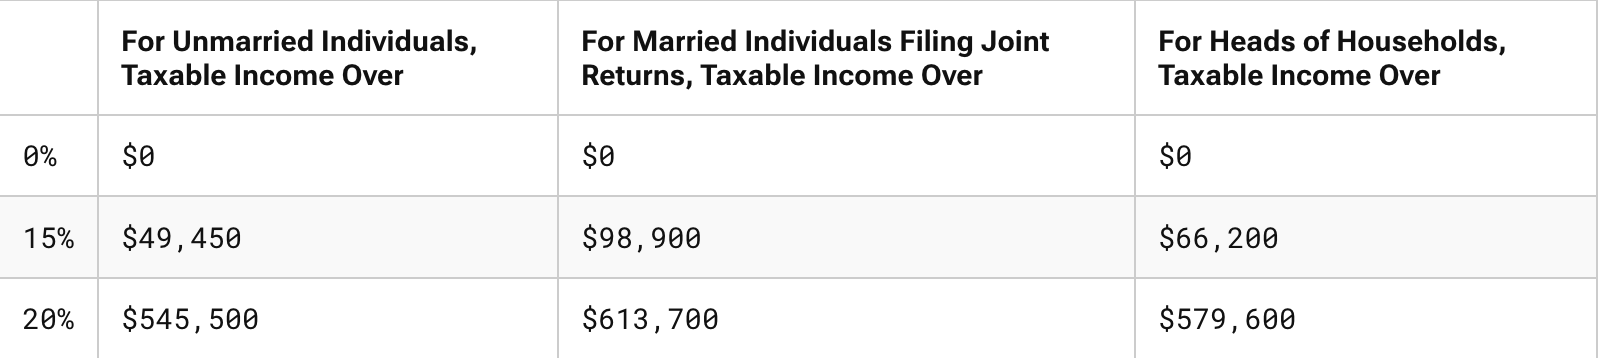 For Unmarried Individuals,
Taxable Income Over
For Married Individuals Filing Joint
Returns, Taxable Income Over
For Heads of Households,
Taxable Income Over
0% $0 $0 $0
15% $49,450 $98,900 $66,200
20% $545,500 $613,700 $579,600